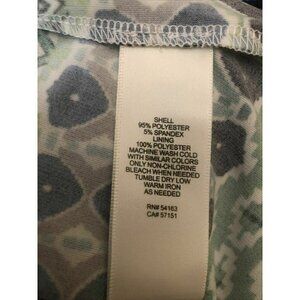 SHELL
95% POLYESTER
5% SPANDEX
LINING
100% POLYESTER
MACHINE WASH COLD
WITH SIMILAR COLORS
ONLY NON-CHLORINE
BLEACH WHEN NEEDED
TUMBLE DRY LOW
WARM IRON
AS NEEDED
RN# 54163
CA# 57151